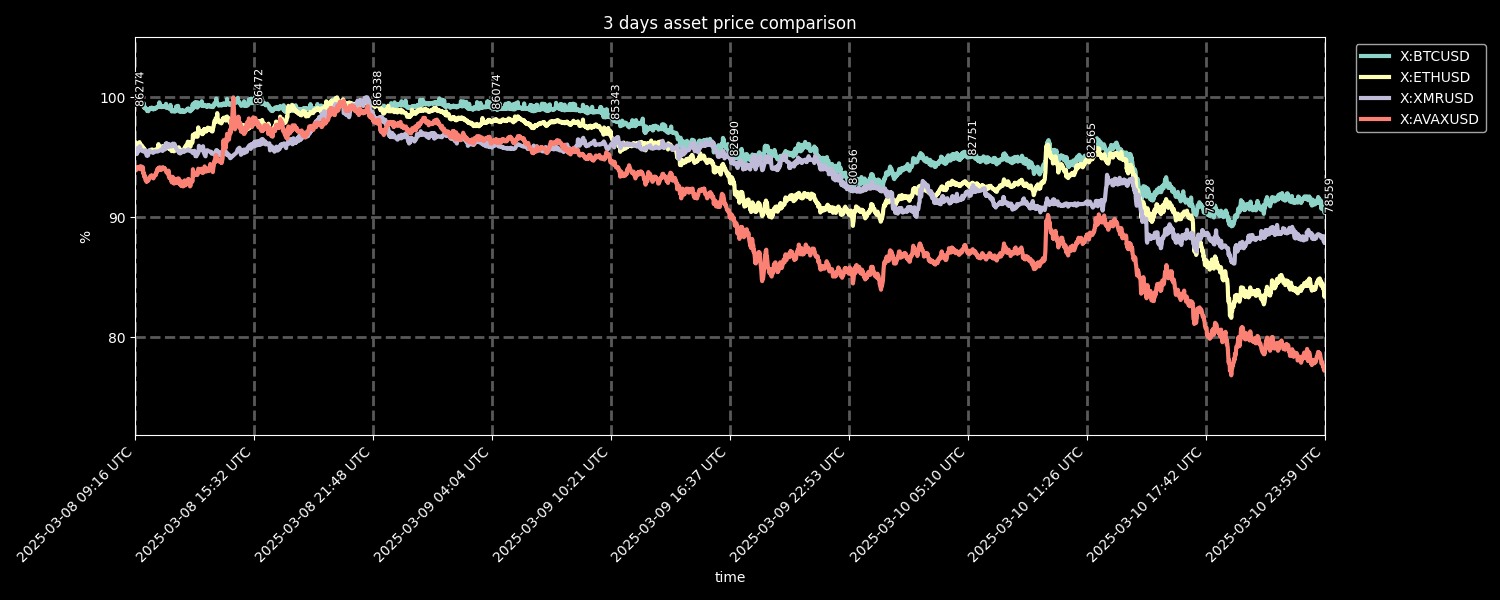 3 days asset price comparison
X:BTCUSD
X:ETHUSD
X:XMRUSD
X:AVAXUSD
100
90
80
%
86274
86472
86338
86074
85343
82690
80656
82751
82565
78528
78559
2025-03-08 09:16 UTC
2025-03-08 15:32 UTC
2025-03-08 21:48 UTC
2025-03-09 04:04 UTC
2025-03-09 10:21 UTC
2025-03-09 16:37 UTC
2025-03-09 22:53 UTC
2025-03-10 05:10 UTC
2025-03-10 11:26 UTC
2025-03-10 17:42 UTC
2025-03-10 23:59 UTC
time